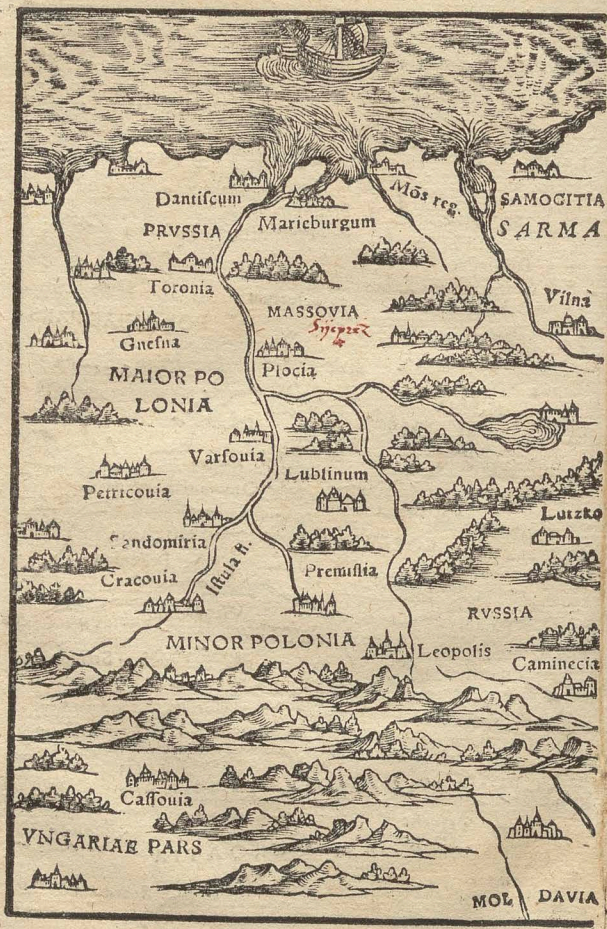 Dantiscum
Mōs reg.
SAMOGITIA
PRVSSIA
Marieburgum
SARMA
Toronia
Vilna
MASSOVIA
Gnesna
Plocia
MAIOR PO
LONIA
Varsouia
Petricouia
Lublinum
Lutzko
Sandomiria
Istula fl.
Cracouia
Premislia
RVSSIA
MINOR POLONIA
Leopolis
Caminecia
Cassouia
VNGARIAE PARS
MOL DAVIA